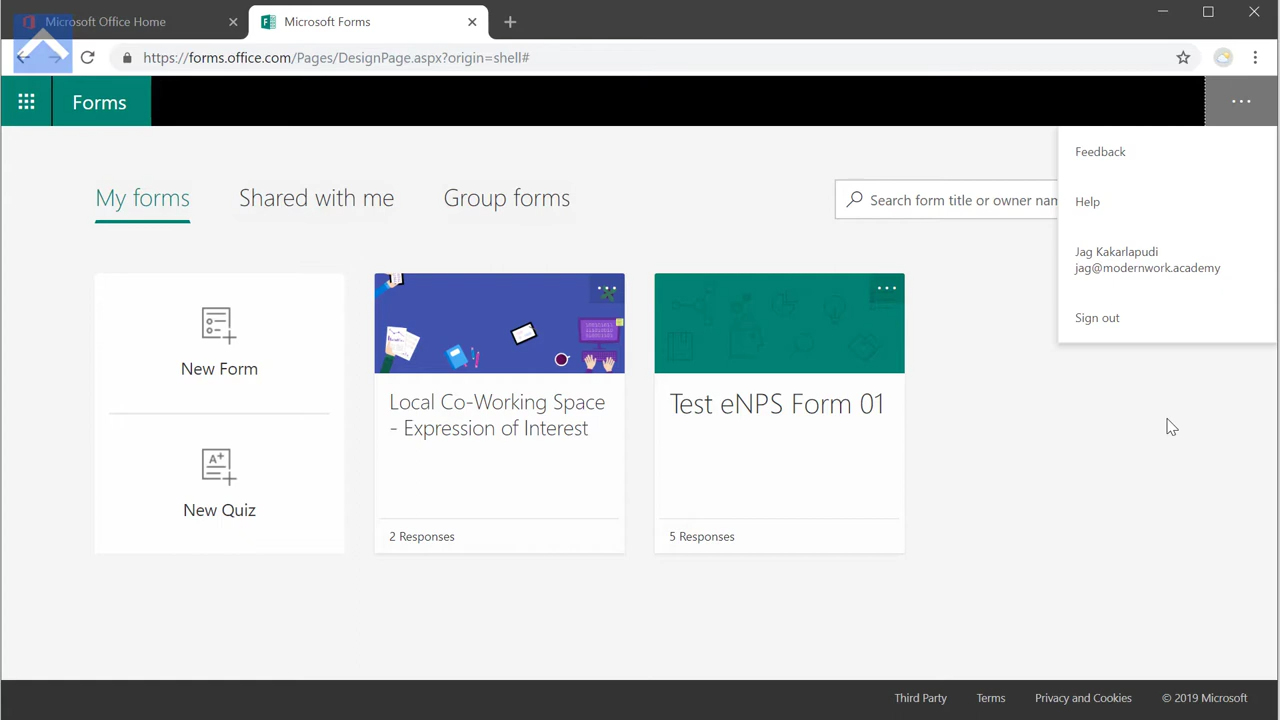 Microsoft Office Home
Microsoft Forms
https://forms.office.com/Pages/DesignPage.aspx?origin=shell#
Forms
Feedback
Help
Jag Kakarlapudi
jag@modernwork.academy
Sign out
My forms
Shared with me
Group forms
Search form title or owner nam
New Form
New Quiz
Local Co-Working Space
- Expression of Interest
2 Responses
Test eNPS Form 01
5 Responses
Third Party
Terms
Privacy and Cookies
© 2019 Microsoft